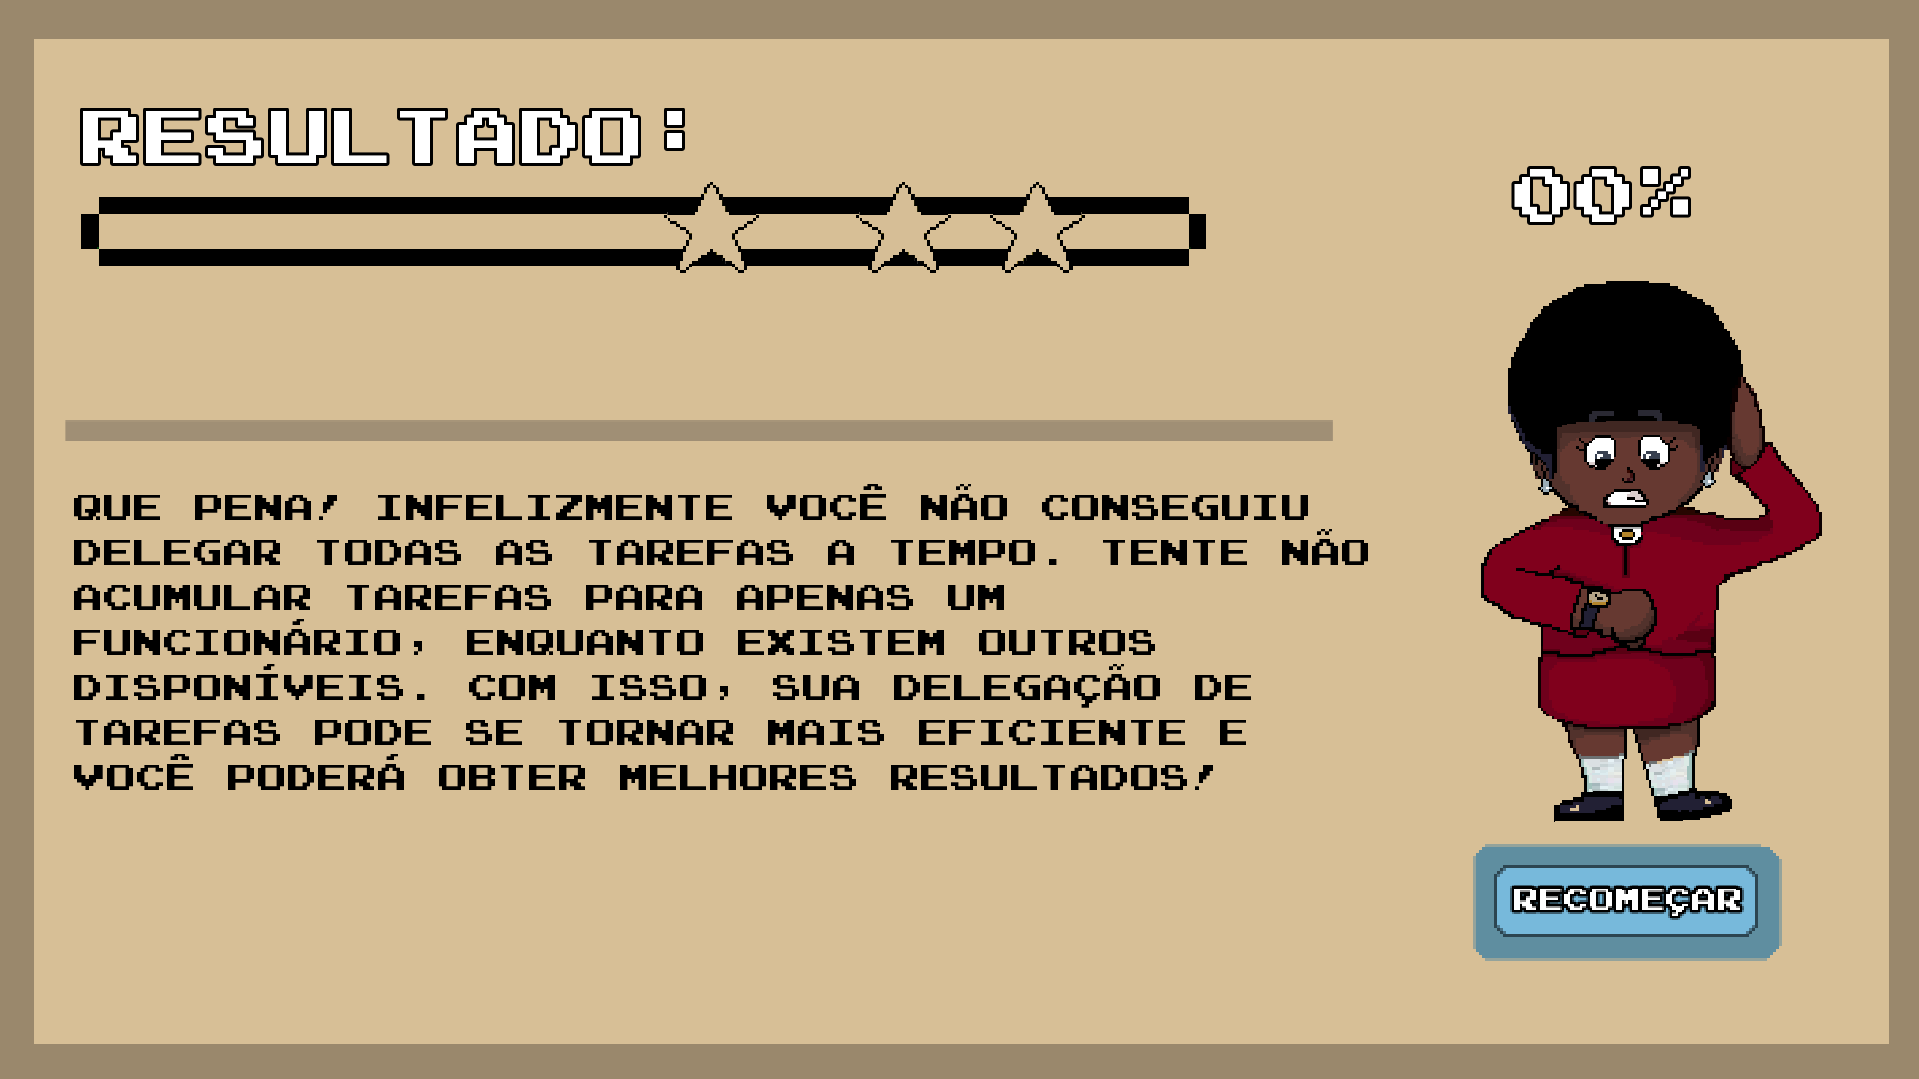 RESULTADO:
00%
QUE PENA! INFELIZMENTE VOCÊ NÃO CONSEGUIU
DELEGAR TODAS AS TAREFAS A TEMPO. TENTE NÃO
ACUMULAR TAREFAS PARA APENAS UM
FUNCIONÁRIO, ENQUANTO EXISTEM OUTROS
DISPONÍVEIS. COM ISSO, SUA DELEGAÇÃO DE
TAREFAS PODE SE TORNAR MAIS EFICIENTE E
VOCÊ PODERÁ OBTER MELHORES RESULTADOS!
RECOMEÇAR